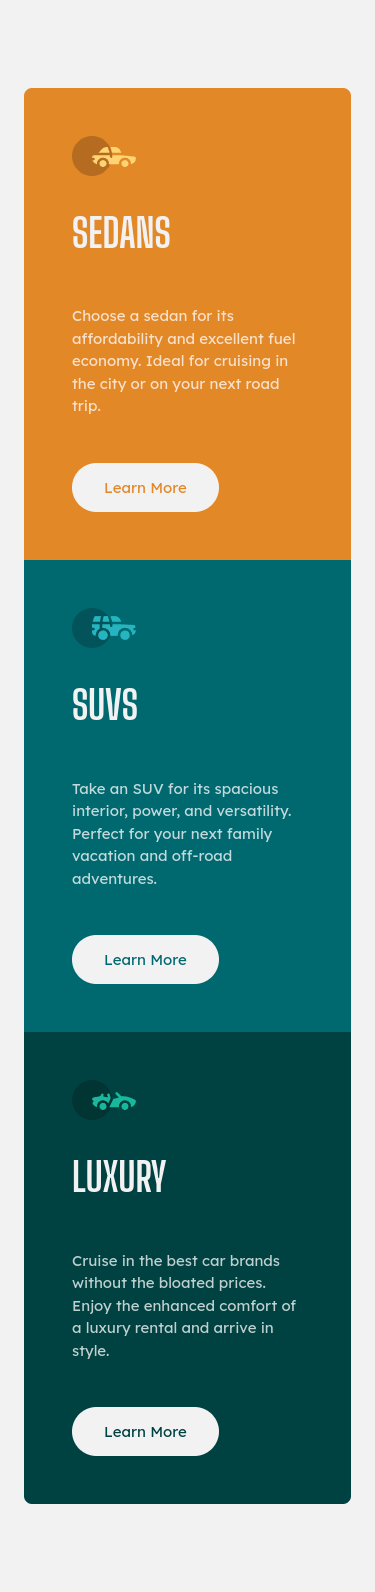 SEDANS
Choose a sedan for its
affordability and excellent fuel
economy. Ideal for cruising in
the city or on your next road
trip.
Learn More
SUVS
Take an SUV for its spacious
interior, power, and versatility.
Perfect for your next family
vacation and off-road
adventures.
Learn More
LUXURY
Cruise in the best car brands
without the bloated prices.
Enjoy the enhanced comfort of
a luxury rental and arrive in
style.
Learn More